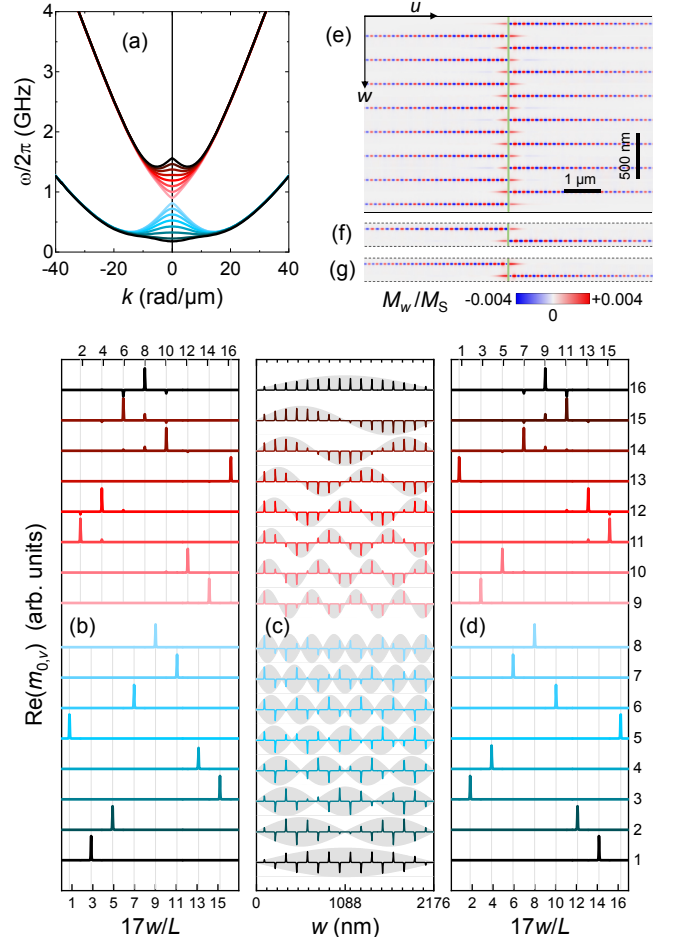 4
3
2
1
0
ω/2π (GHz)
(a)
-40 -20 0 20 40
k (rad/µm)
u
(e)
w
500 nm
1 µm
(f)
(g)
M_w/M_S
-0.004 +0.004
0
2 4 6 8 10 12 14 16
1 3 5 7 9 11 13 15
16
15
14
13
12
11
10
9
8
7
6
5
4
3
2
1
Re(m_{0,ν}) (arb. units)
(b) (c) (d)
1 3 5 7 9 11 13 15
0 1088 2176
2 4 6 8 10 12 14 16
17w/L w (nm) 17w/L